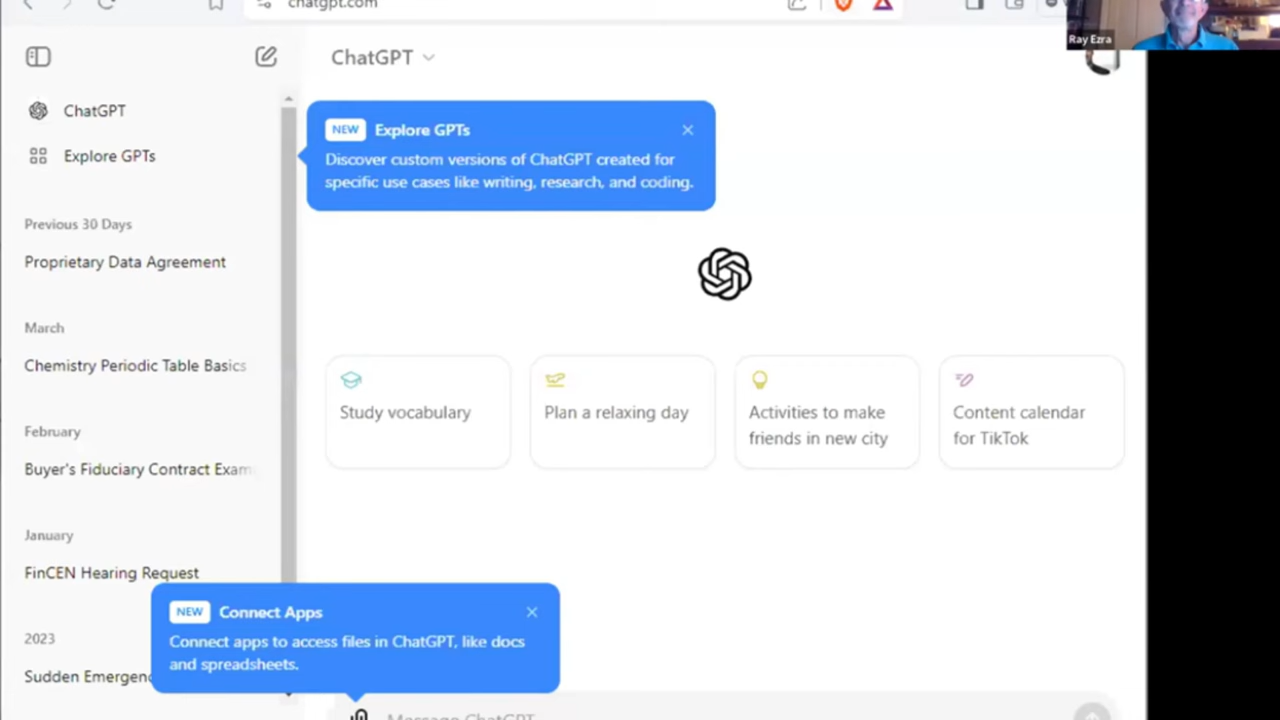 chatgpt.com
Ray Ezra
ChatGPT
ChatGPT
Explore GPTs
Previous 30 Days
Proprietary Data Agreement
March
Chemistry Periodic Table Basics
February
Buyer's Fiduciary Contract Exam
January
FinCEN Hearing Request
2023
Sudden Emergenc
NEW Explore GPTs
Discover custom versions of ChatGPT created for
specific use cases like writing, research, and coding.
Study vocabulary
Plan a relaxing day
Activities to make
friends in new city
Content calendar
for TikTok
NEW Connect Apps
Connect apps to access files in ChatGPT, like docs
and spreadsheets.
Message ChatGPT